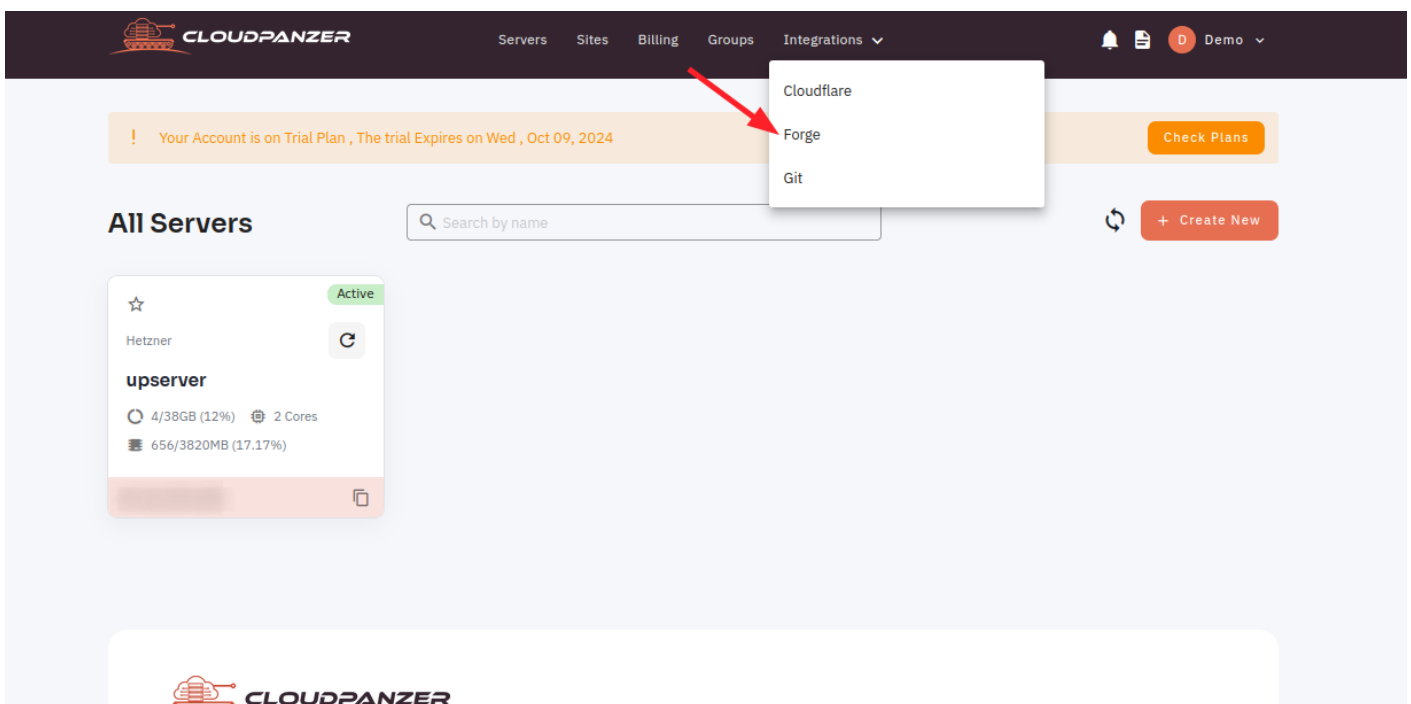 CLOUDPANZER
Servers Sites Billing Groups Integrations
D Demo
Cloudflare
Forge
Git
! Your Account is on Trial Plan , The trial Expires on Wed , Oct 09, 2024
Check Plans
All Servers
Search by name
+ Create New
Active
Hetzner
upserver
4/38GB (12%) 2 Cores
656/3820MB (17.17%)
CLOUDPANZER